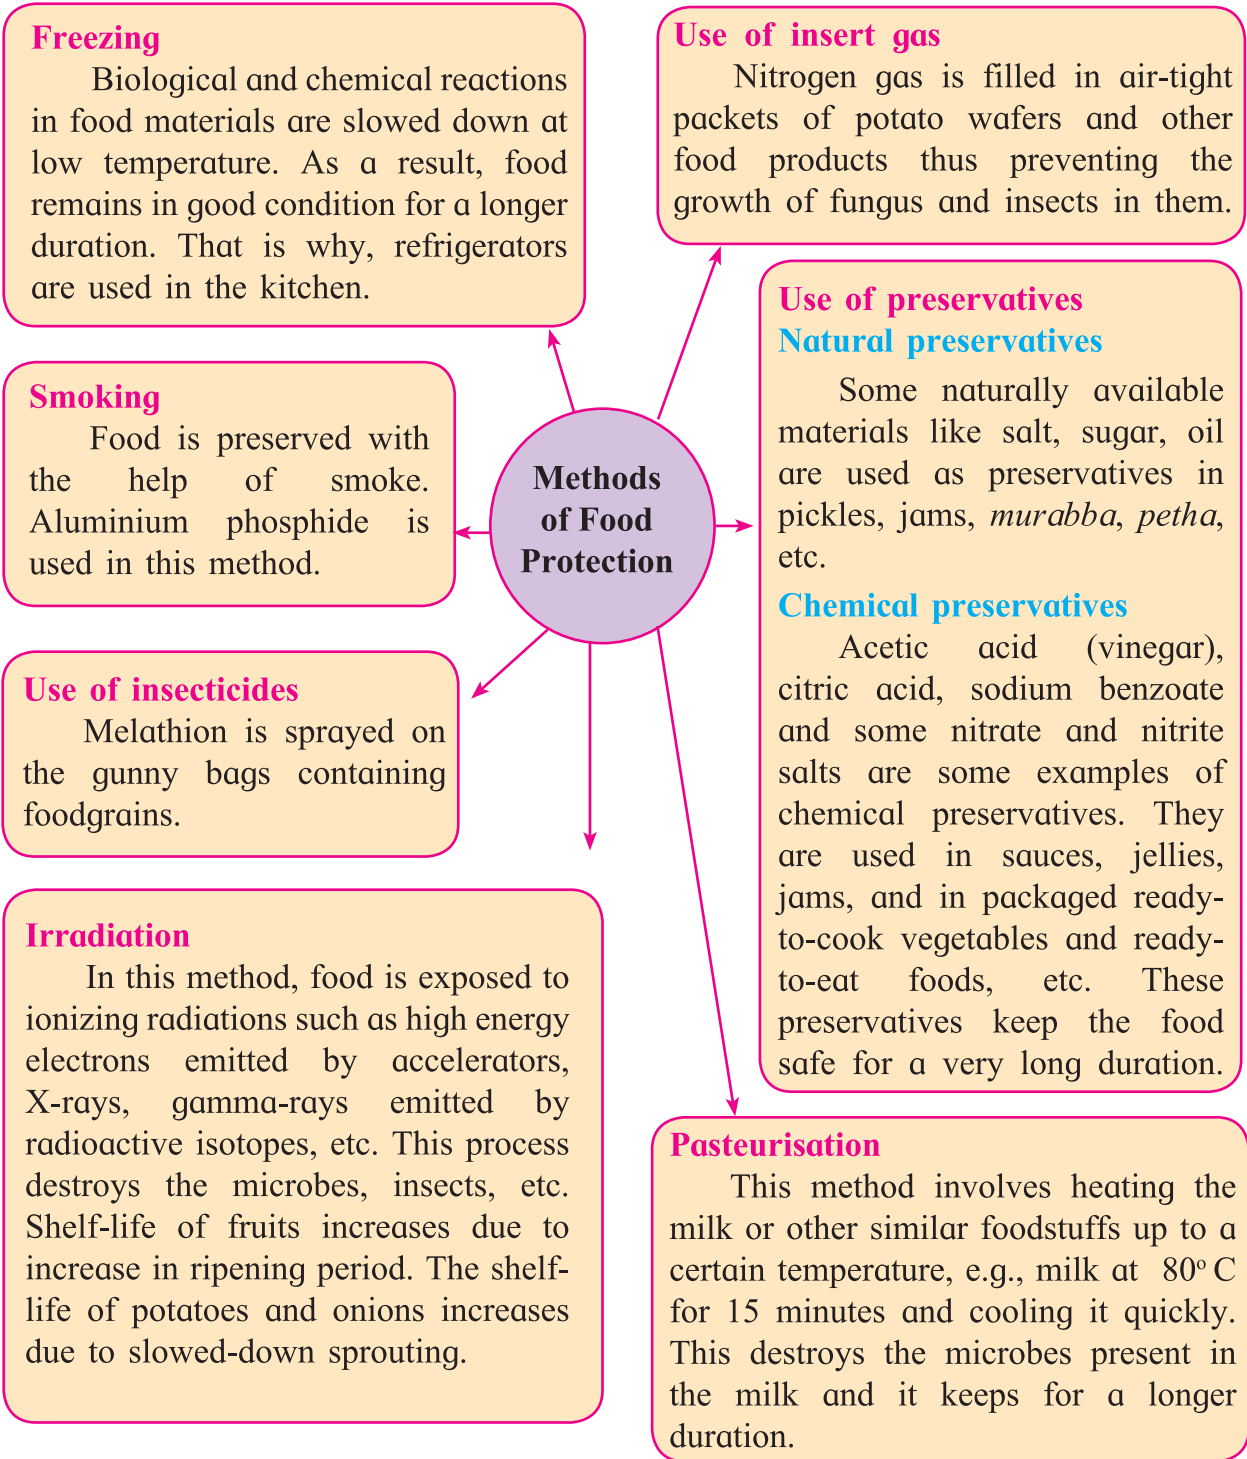 Freezing
Biological and chemical reactions
in food materials are slowed down at
low temperature. As a result, food
remains in good condition for a longer
duration. That is why, refrigerators
are used in the kitchen.
Use of insert gas
Nitrogen gas is filled in air-tight
packets of potato wafers and other
food products thus preventing the
growth of fungus and insects in them.
Smoking
Food is preserved with
the help of smoke.
Aluminium phosphide is
used in this method.
Methods
of Food
Protection
Use of preservatives
Natural preservatives
Some naturally available
materials like salt, sugar, oil
are used as preservatives in
pickles, jams, murabba, petha,
etc.
Chemical preservatives
Acetic acid (vinegar),
citric acid, sodium benzoate
and some nitrate and nitrite
salts are some examples of
chemical preservatives. They
are used in sauces, jellies,
jams, and in packaged ready-
to-cook vegetables and ready-
to-eat foods, etc. These
preservatives keep the food
safe for a very long duration.
Use of insecticides
Melathion is sprayed on
the gunny bags containing
foodgrains.
Irradiation
In this method, food is exposed to
ionizing radiations such as high energy
electrons emitted by accelerators,
X-rays, gamma-rays emitted by
radioactive isotopes, etc. This process
destroys the microbes, insects, etc.
Shelf-life of fruits increases due to
increase in ripening period. The shelf-
life of potatoes and onions increases
due to slowed-down sprouting.
Pasteurisation
This method involves heating the
milk or other similar foodstuffs up to a
certain temperature, e.g., milk at 80° C
for 15 minutes and cooling it quickly.
This destroys the microbes present in
the milk and it keeps for a longer
duration.